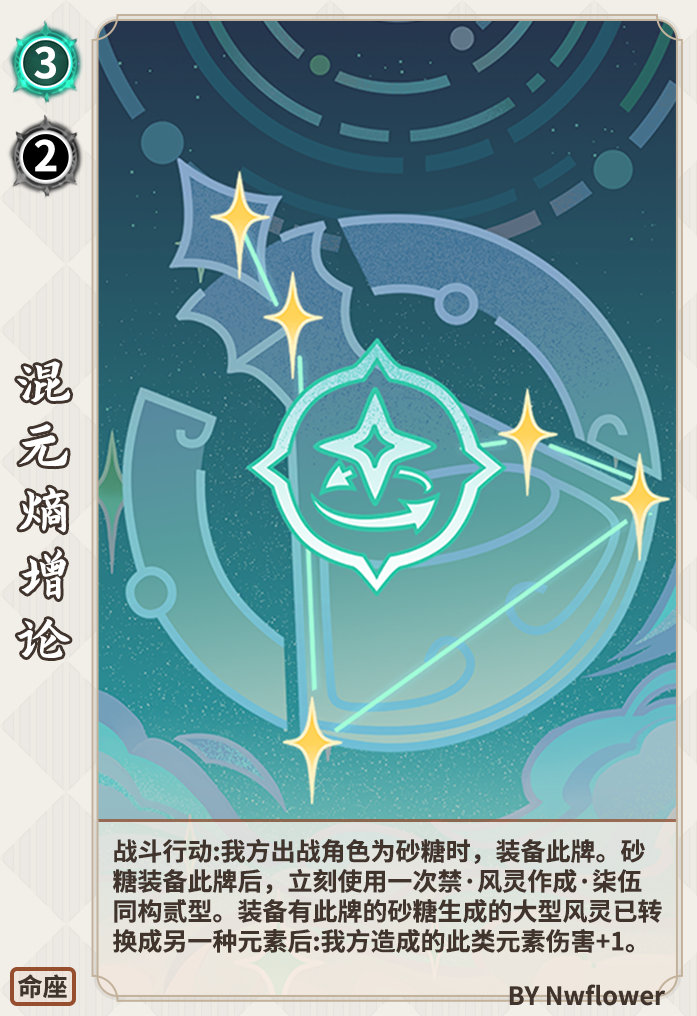 3
2
混元熵增论
战斗行动:我方出战角色为砂糖时，装备此牌。砂
糖装备此牌后，立刻使用一次禁·风灵作成·柒伍
同构贰型。装备有此牌的砂糖生成的大型风灵已转
换成另一种元素后:我方造成的此类元素伤害+1。
命座
BY Nwflower